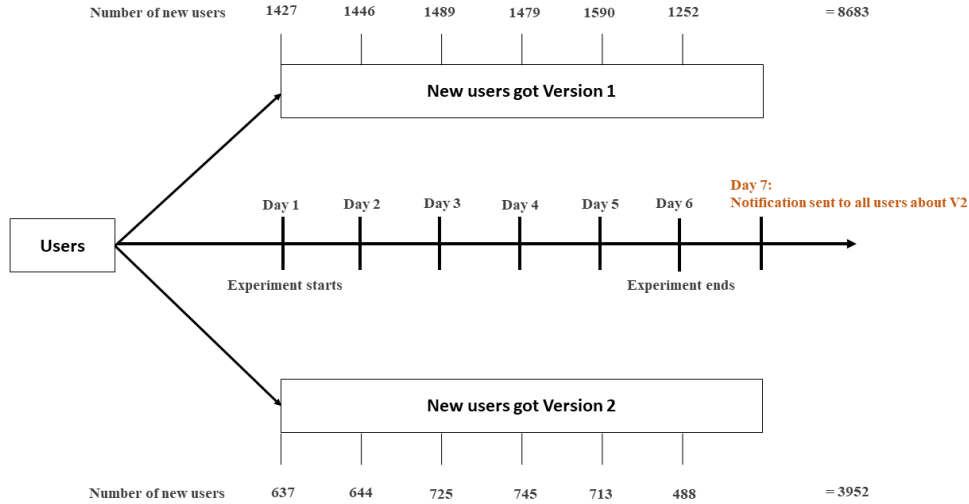 Number of new users 1427 1446 1489 1479 1590 1252 = 8683
New users got Version 1
Day 7:
Notification sent to all users about V2
Day 1 Day 2 Day 3 Day 4 Day 5 Day 6
Users
Experiment starts Experiment ends
New users got Version 2
Number of new users 637 644 725 745 713 488 = 3952